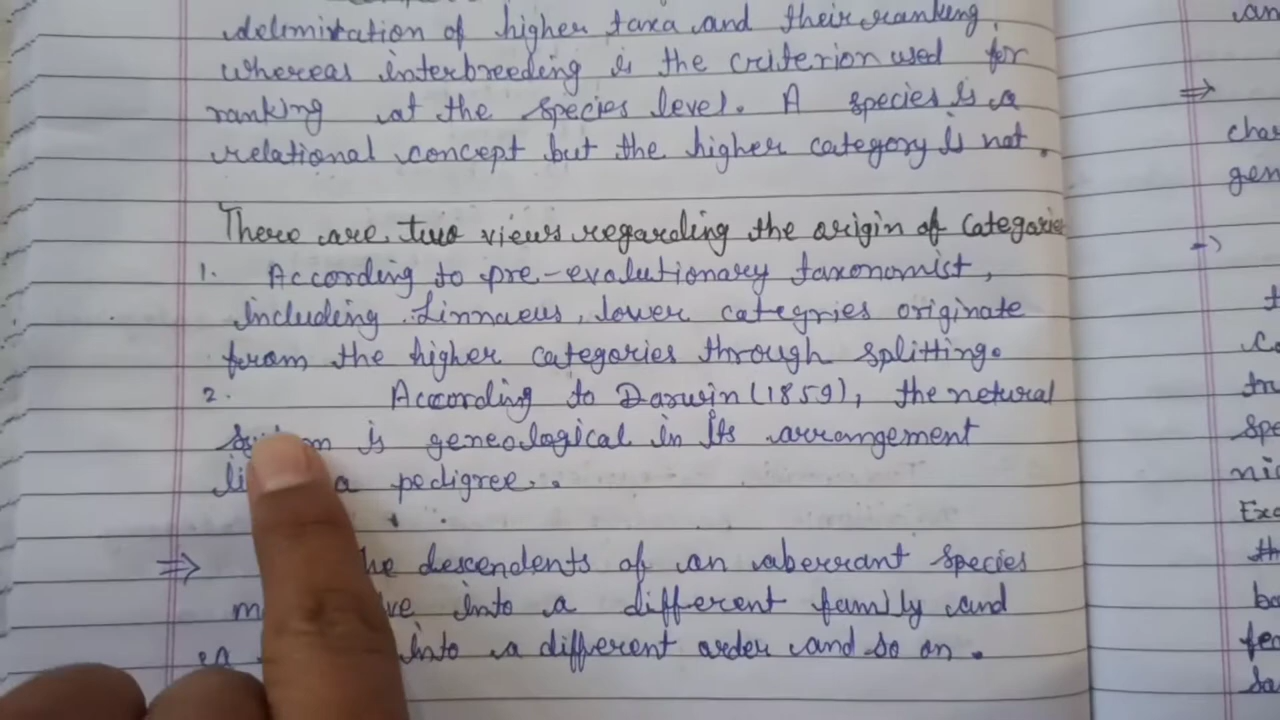 delimitation of higher taxa and their ranking,
whereas interbreeding is the criterion used for
ranking at the species level. A species is a
relational concept but the higher category is not.
There are two views regarding the origin of Categories
1. According to pre-evolutionary taxonomist,
including Linnaeus, lower categries originate
from the higher categories through splitting.
2. According to Darwin (1859), the netural
is geneological in its arrangement
a pedigree..
⇒ descendents of an aberrant species
into a different family and
into a different order and so on.
⇒